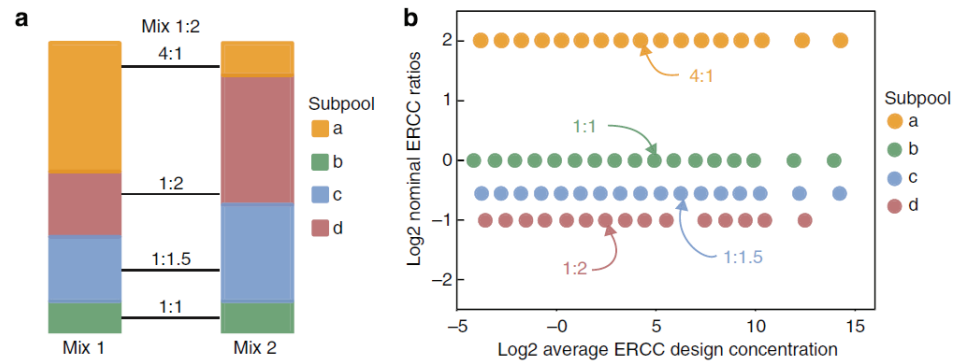 a
Mix 1:2
4:1
1:2
1:1.5
1:1
Mix 1
Mix 2
Subpool
a
b
c
d
b
Log2 nominal ERCC ratios
2
1
0
−1
−2
4:1
1:1
1:2
1:1.5
−5
−0
5
10
15
Log2 average ERCC design concentration
Subpool
a
b
c
d